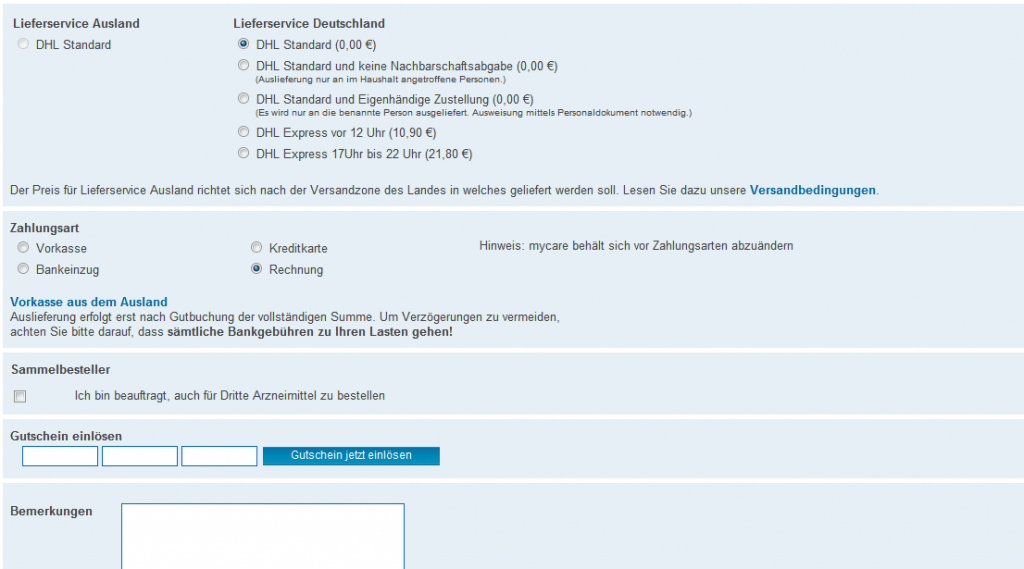 Lieferservice Ausland
DHL Standard
Lieferservice Deutschland
DHL Standard (0,00 €)
DHL Standard und keine Nachbarschaftsabgabe (0,00 €)
(Auslieferung nur an im Haushalt angetroffene Personen.)
DHL Standard und Eigenhändige Zustellung (0,00 €)
(Es wird nur an die benannte Person ausgeliefert. Ausweisung mittels Personaldokument notwendig.)
DHL Express vor 12 Uhr (10,90 €)
DHL Express 17Uhr bis 22 Uhr (21,80 €)
Der Preis für Lieferservice Ausland richtet sich nach der Versandzone des Landes in welches geliefert werden soll. Lesen Sie dazu unsere Versandbedingungen.
Zahlungsart
Vorkasse
Kreditkarte
Hinweis: mycare behält sich vor Zahlungsarten abzuändern
Bankeinzug
Rechnung
Vorkasse aus dem Ausland
Auslieferung erfolgt erst nach Gutbuchung der vollständigen Summe. Um Verzögerungen zu vermeiden,
achten Sie bitte darauf, dass sämtliche Bankgebühren zu Ihren Lasten gehen!
Sammelbesteller
Ich bin beauftragt, auch für Dritte Arzneimittel zu bestellen
Gutschein einlösen
Gutschein jetzt einlösen
Bemerkungen